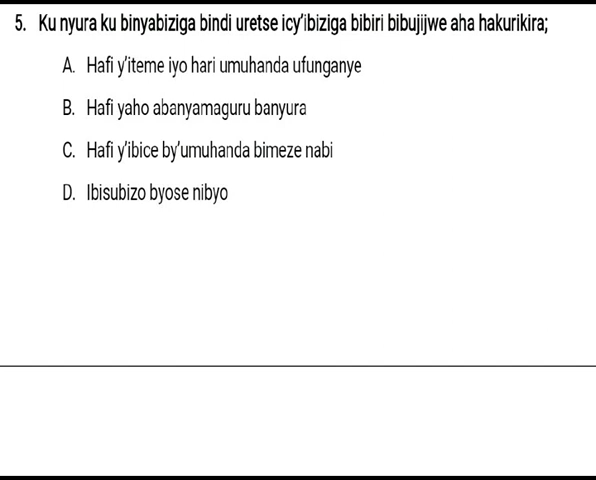 5. Ku nyura ku binyabiziga bindi uretse icy'ibiziga bibiri bibujijwe aha hakurikira;
A. Hafi y'iteme iyo hari umuhanda ufunganye
B. Hafi yaho abanyamaguru banyura
C. Hafi y'ibice by'umuhanda bimeze nabi
D. Ibisubizo byose nibyo